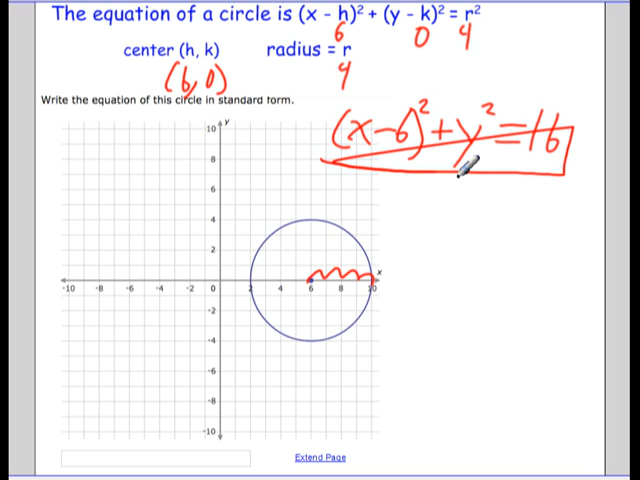 The equation of a circle is (x - h)² + (y - k)² = r²
6 0 4
center (h, k) radius = r
(6, 0) 4
Write the equation of this circle in standard form.
(x-6)² + y² = 16
y
10
8
6
4
2
x
-10 -8 -6 -4 -2 0 2 4 6 8 10
-2
-4
-6
-8
-10
Extend Page